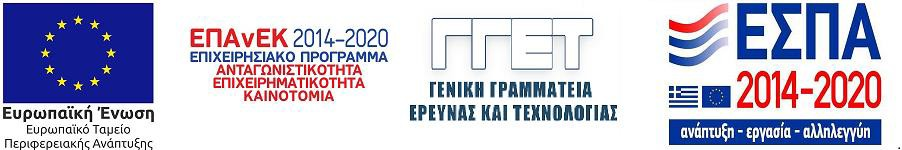 Ευρωπαϊκή Ένωση
Ευρωπαϊκό Ταμείο
Περιφερειακής Ανάπτυξης
ΕΠΑνΕΚ 2014-2020
ΕΠΙΧΕΙΡΗΣΙΑΚΟ ΠΡΟΓΡΑΜΜΑ
ΑΝΤΑΓΩΝΙΣΤΙΚΟΤΗΤΑ
ΕΠΙΧΕΙΡΗΜΑΤΙΚΟΤΗΤΑ
ΚΑΙΝΟΤΟΜΙΑ
ΓΓΕΤ
ΓΕΝΙΚΗ ΓΡΑΜΜΑΤΕΙΑ
ΕΡΕΥΝΑΣ ΚΑΙ ΤΕΧΝΟΛΟΓΙΑΣ
ΕΣΠΑ
2014-2020
ανάπτυξη - εργασία - αλληλεγγύη